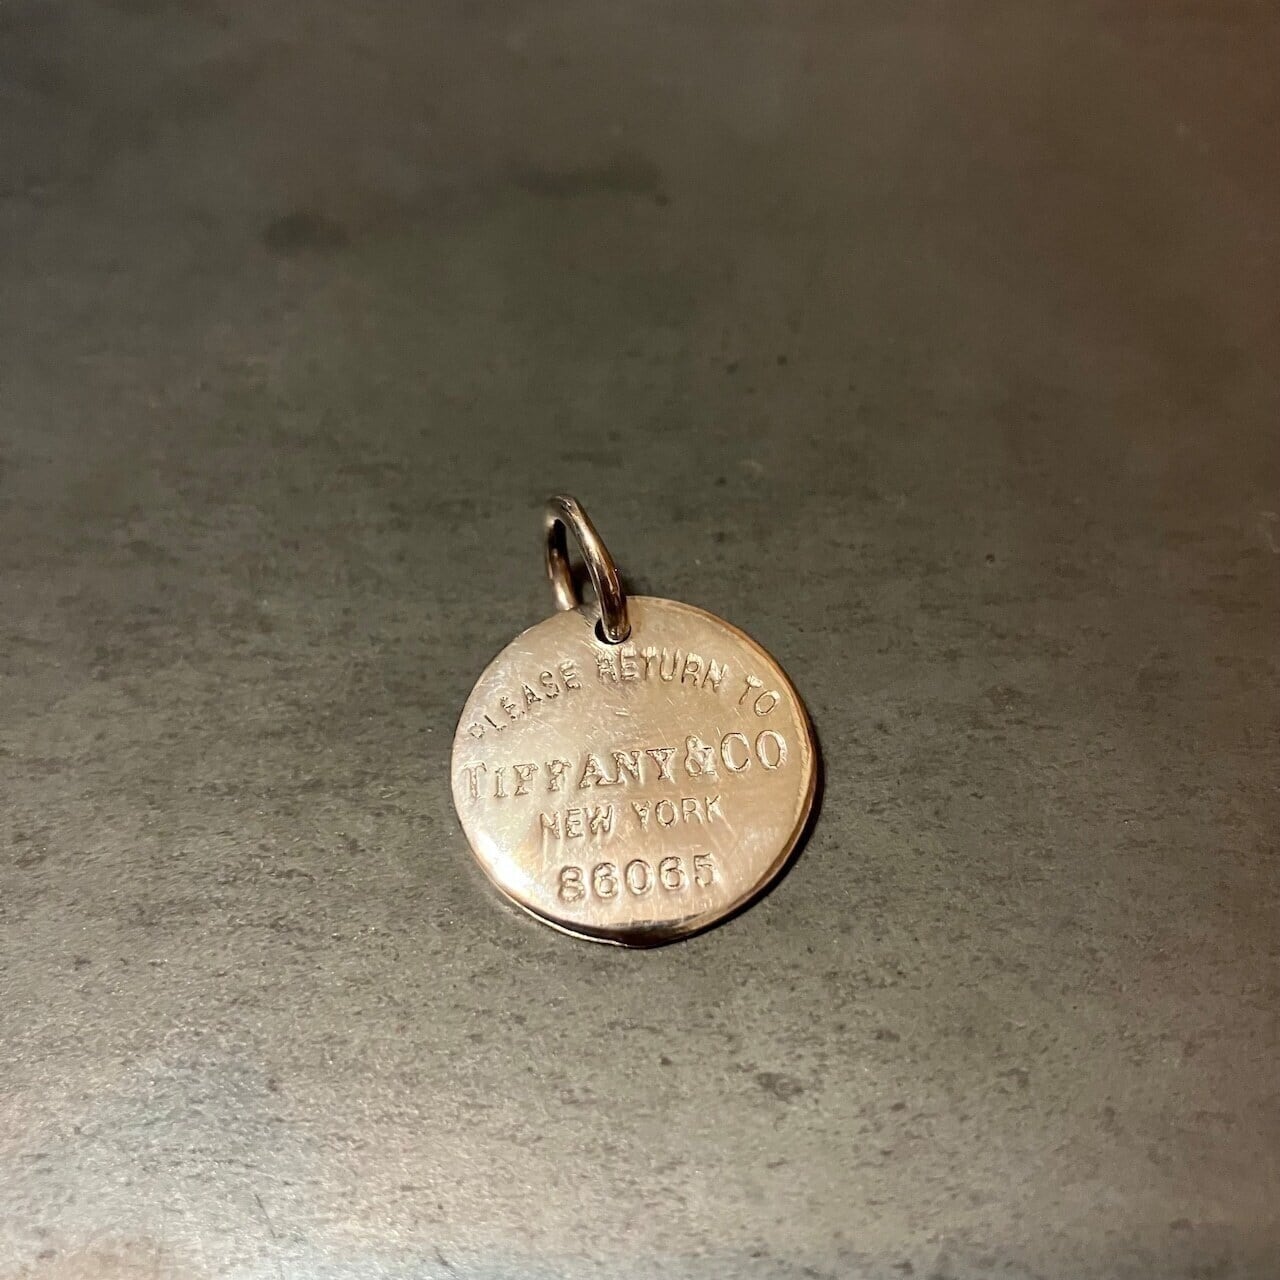 PLEASE RETURN TO
TIFFANY&CO
NEW YORK
86065